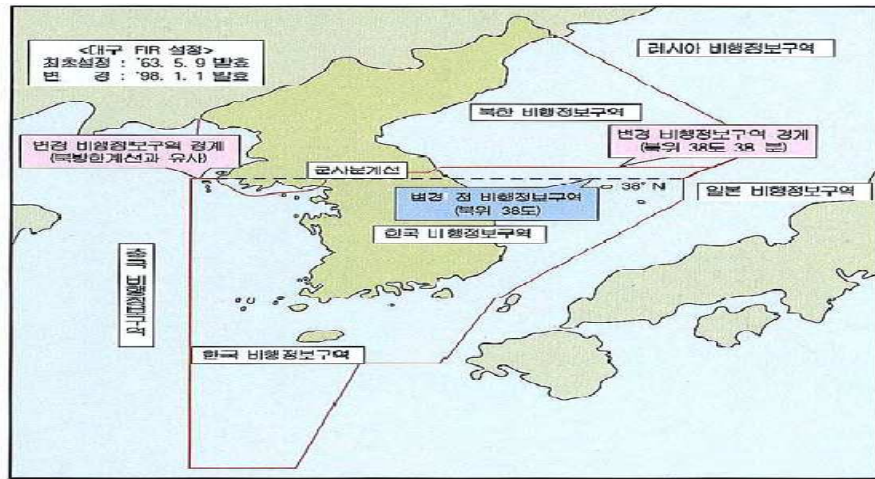 <대구 FIR 설정>
최초설정 : '63. 5. 9 발효
변 경 : '98. 1. 1 발효
러시아 비행정보구역
북한 비행정보구역
변경 비행정보구역 경계
(북방한계선과 유사)
변경 비행정보구역 경계
(북위 38도 38 분)
군사분계선
38° N
일본 비행정보구역
변경 전 비행정보구역
(북위 38도)
한국 비행정보구역
중국 비행정보구역
한국 비행정보구역